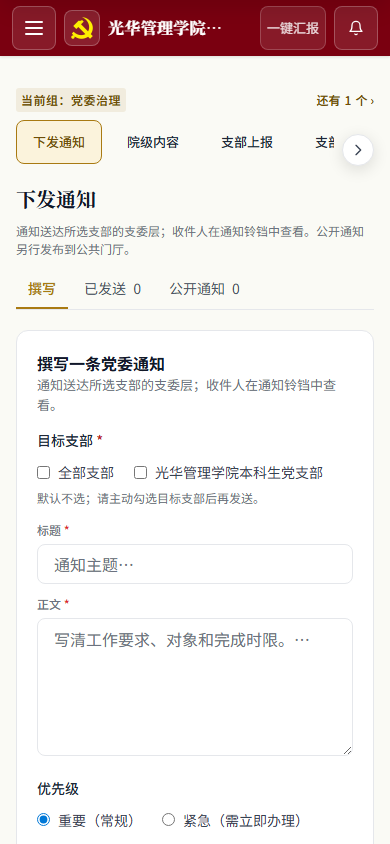 光华管理学院…
一键汇报
当前组：党委治理
还有 1 个 ›
下发通知
院级内容
支部上报
下发通知
通知送达所选支部的支委层；收件人在通知铃铛中查看。公开通知
另行发布到公共门厅。
撰写
已发送 0
公开通知 0
撰写一条党委通知
通知送达所选支部的支委层；收件人在通知铃铛中查
看。
目标支部 *
全部支部
光华管理学院本科生党支部
默认不选；请主动勾选目标支部后再发送。
标题 *
通知主题…
正文 *
写清工作要求、对象和完成时限。…
优先级
重要（常规）
紧急（需立即办理）